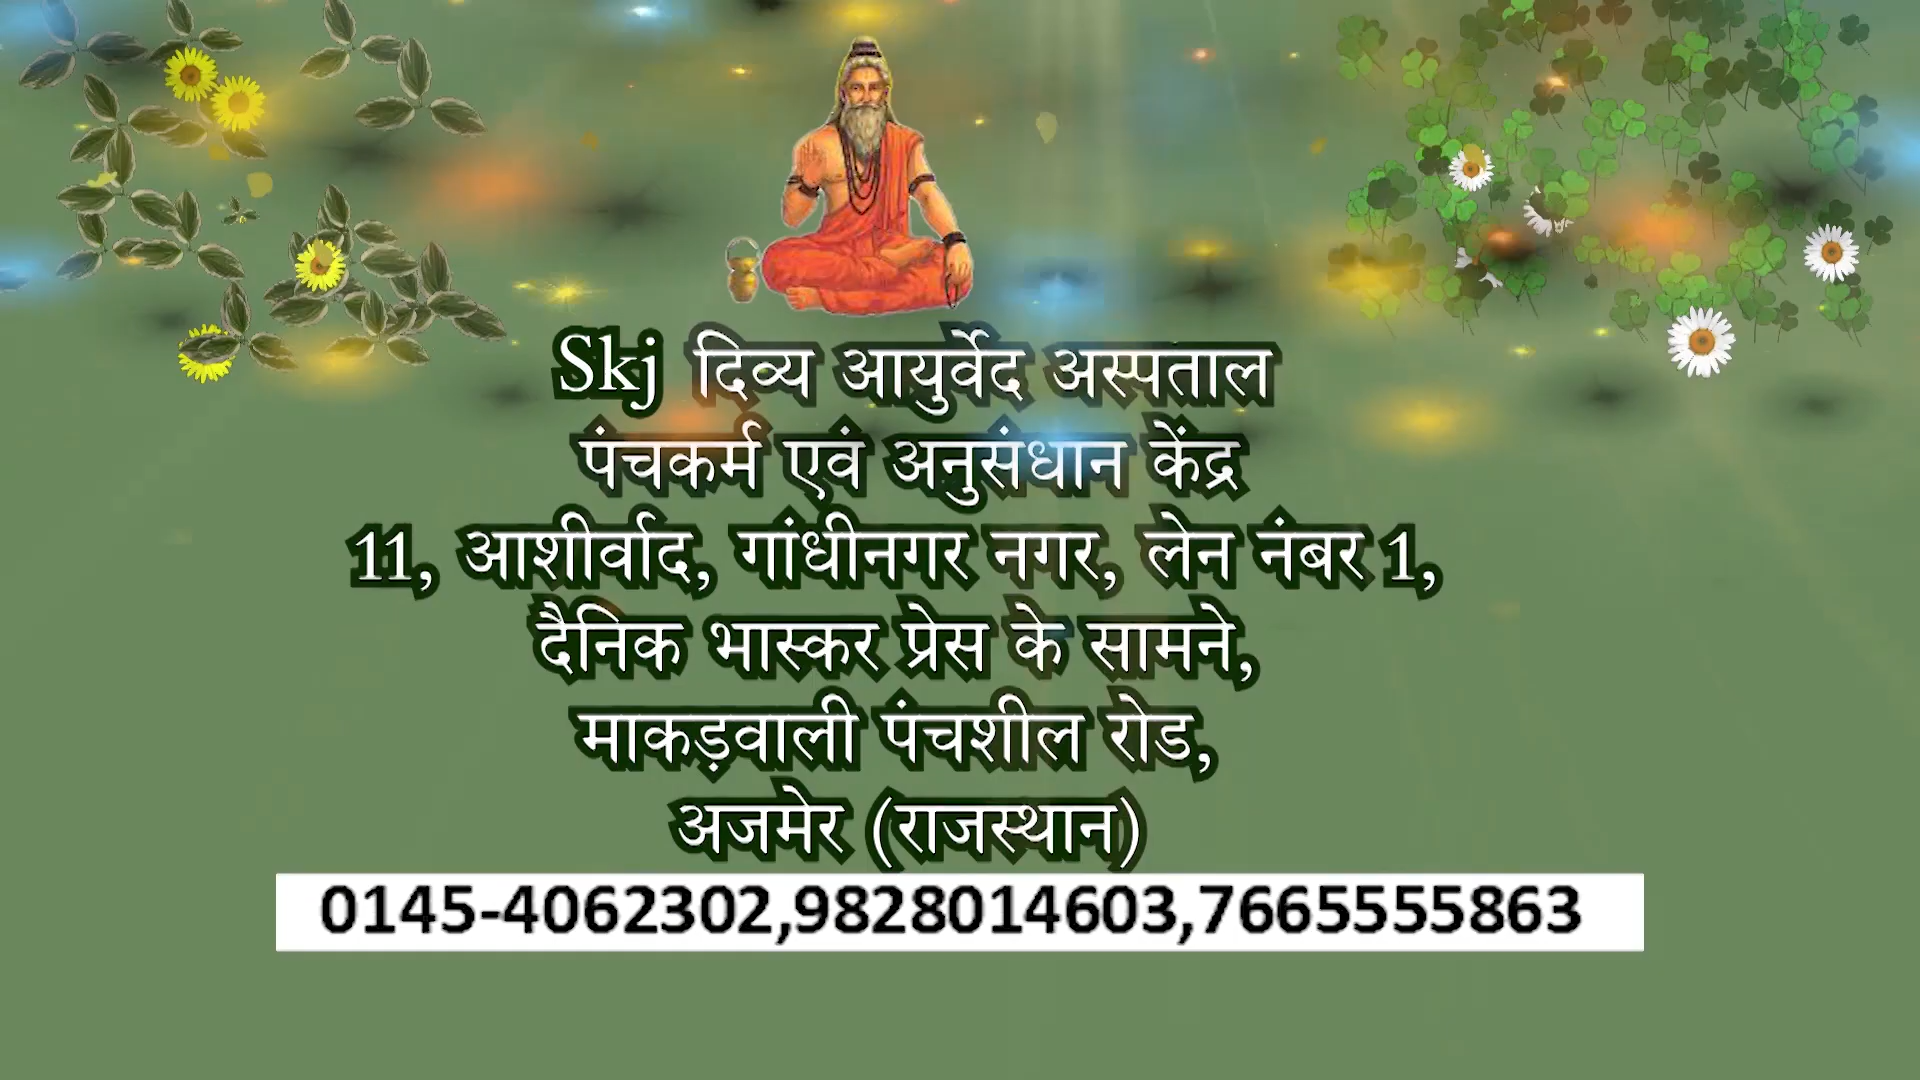 Skj दिव्य आयुर्वेद अस्पताल
पंचकर्म एवं अनुसंधान केंद्र
11, आशीर्वाद, गांधीनगर नगर, लेन नंबर 1,
दैनिक भास्कर प्रेस के सामने,
माकड़वाली पंचशील रोड,
अजमेर (राजस्थान)
0145-4062302,9828014603,7665555863